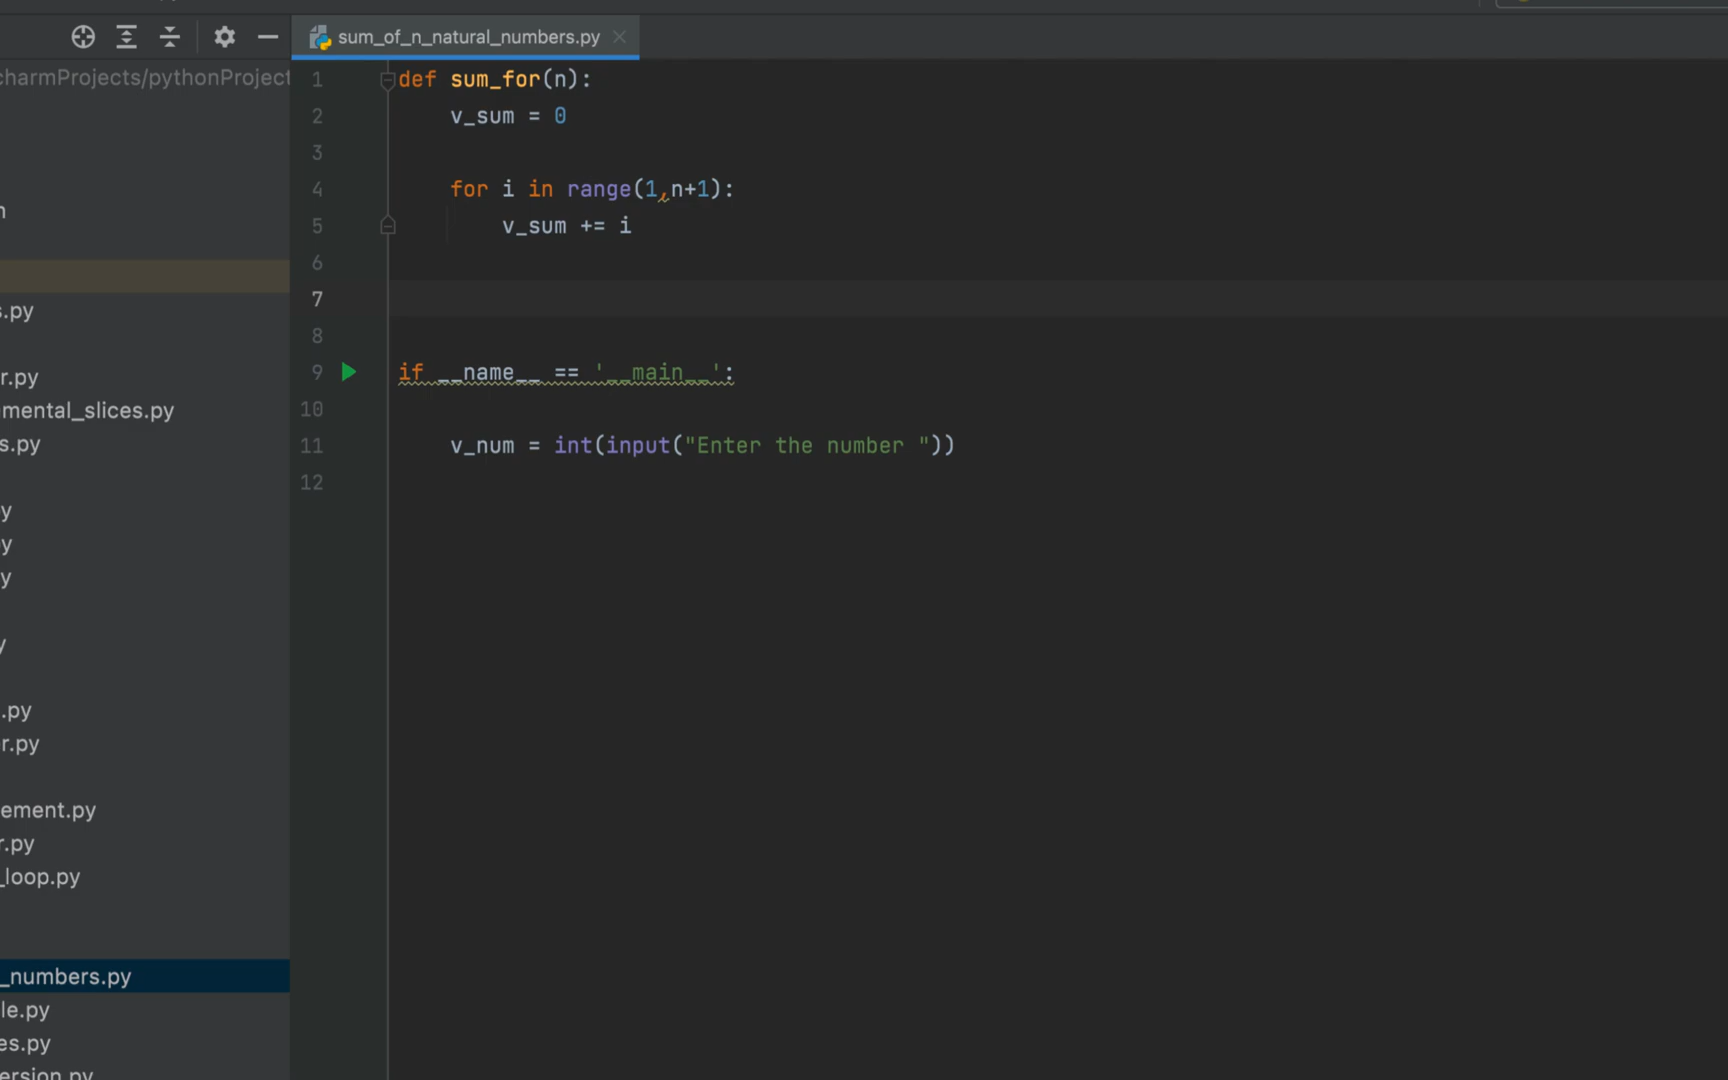 sum_of_n_natural_numbers.py
charmProjects/pythonProject
s.py
r.py
mental_slices.py
s.py
y
y
y
y
.py
r.py
ement.py
r.py
_loop.py
_numbers.py
le.py
es.py
ersion.py
1 def sum_for(n):
2 v_sum = 0
3
4 for i in range(1,n+1):
5 v_sum += i
6
7
8
9 if __name__ == '__main__':
10
11 v_num = int(input("Enter the number "))
12